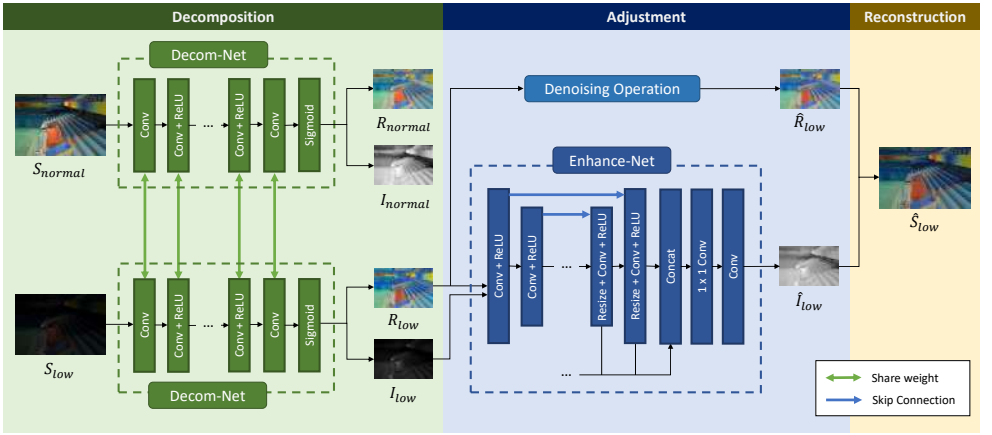 Decomposition
Adjustment
Reconstruction
Decom-Net
Conv
Conv + ReLU
...
Conv + ReLU
Conv
Sigmoid
S_normal
R_normal
I_normal
Denoising Operation
R̂_low
Enhance-Net
Conv + ReLU
Conv + ReLU
...
Resize + Conv + ReLU
Resize + Conv + ReLU
Concat
1 x 1 Conv
Conv
...
Î_low
Ŝ_low
Conv
Conv + ReLU
...
Conv + ReLU
Conv
Sigmoid
Decom-Net
S_low
R_low
I_low
Share weight
Skip Connection